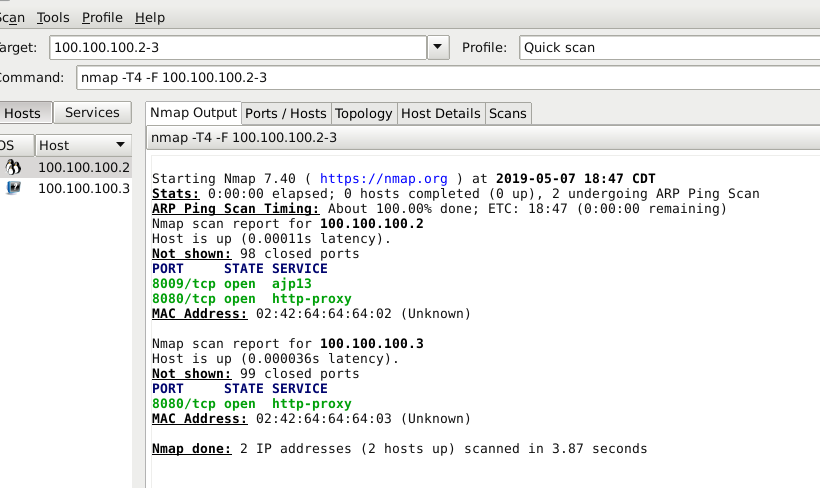 Scan Tools Profile Help
Target: 100.100.100.2-3 Profile: Quick scan
Command: nmap -T4 -F 100.100.100.2-3
Hosts Services
Nmap Output Ports / Hosts Topology Host Details Scans
OS Host
nmap -T4 -F 100.100.100.2-3
100.100.100.2
100.100.100.3
Starting Nmap 7.40 ( https://nmap.org ) at 2019-05-07 18:47 CDT
Stats: 0:00:00 elapsed; 0 hosts completed (0 up), 2 undergoing ARP Ping Scan
ARP Ping Scan Timing: About 100.00% done; ETC: 18:47 (0:00:00 remaining)
Nmap scan report for 100.100.100.2
Host is up (0.00011s latency).
Not shown: 98 closed ports
PORT STATE SERVICE
8009/tcp open ajp13
8080/tcp open http-proxy
MAC Address: 02:42:64:64:64:02 (Unknown)
Nmap scan report for 100.100.100.3
Host is up (0.000036s latency).
Not shown: 99 closed ports
PORT STATE SERVICE
8080/tcp open http-proxy
MAC Address: 02:42:64:64:64:03 (Unknown)
Nmap done: 2 IP addresses (2 hosts up) scanned in 3.87 seconds